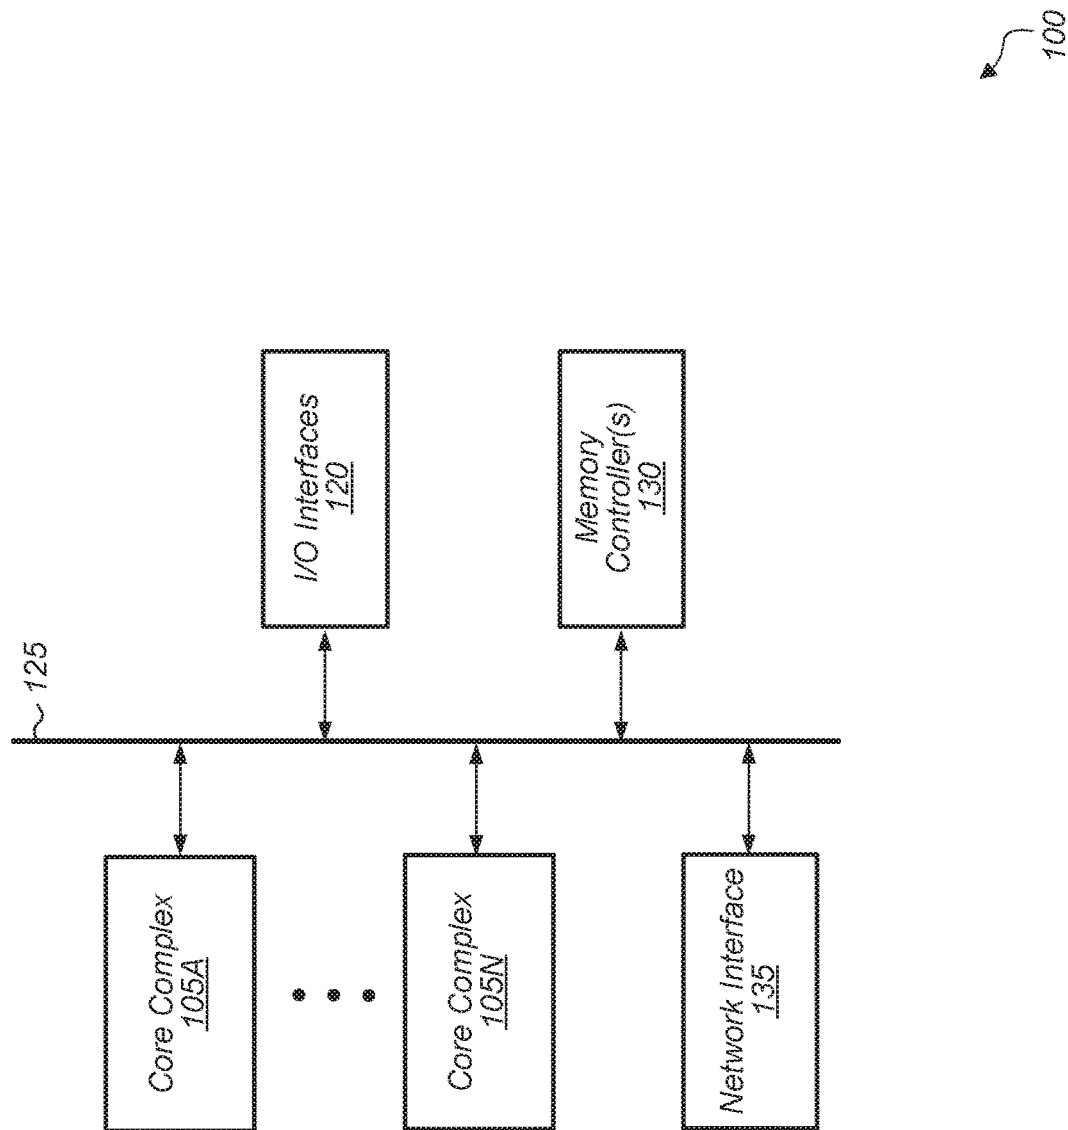 100
Core Complex
105A
Core Complex
105N
Network Interface
135
125
I/O Interfaces
120
Memory
Controller(s)
130